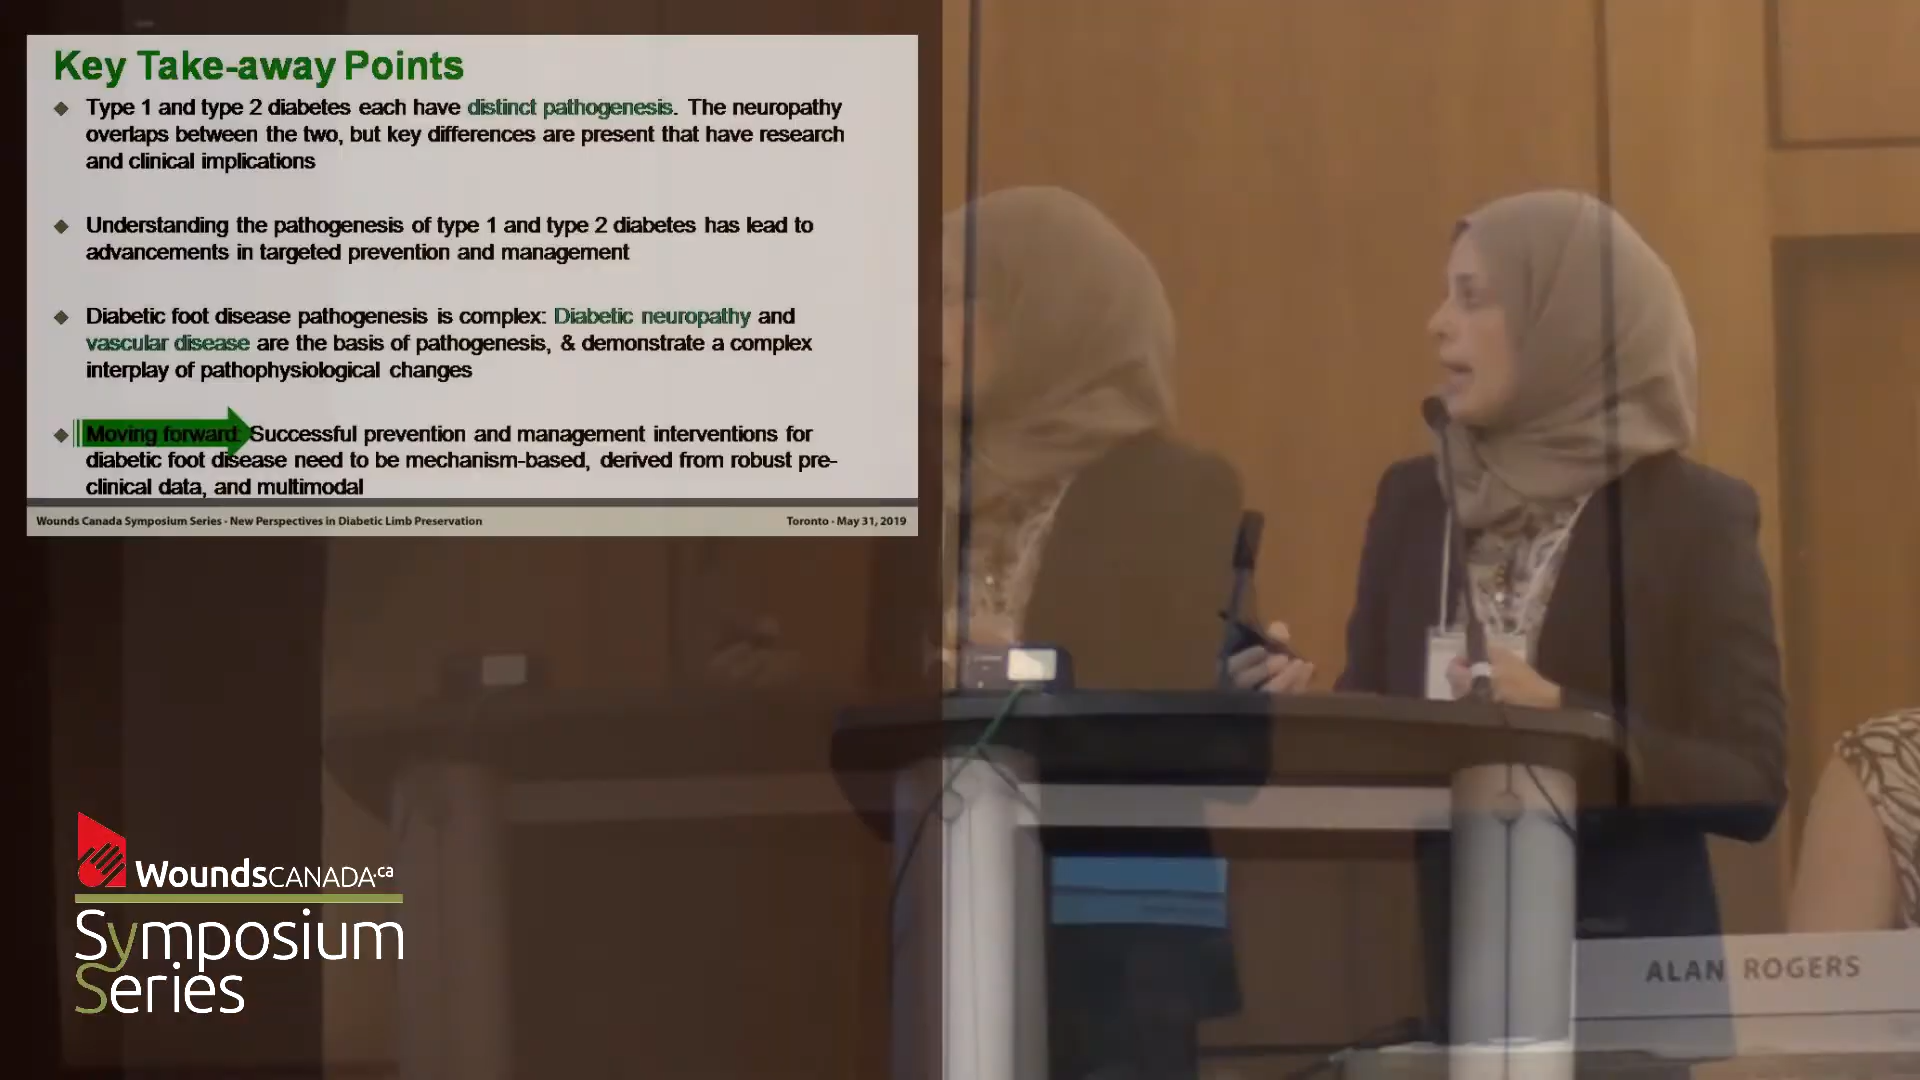 Key Take-away Points
Type 1 and type 2 diabetes each have distinct pathogenesis. The neuropathy
overlaps between the two, but key differences are present that have research
and clinical implications
Understanding the pathogenesis of type 1 and type 2 diabetes has lead to
advancements in targeted prevention and management
Diabetic foot disease pathogenesis is complex: Diabetic neuropathy and
vascular disease are the basis of pathogenesis, & demonstrate a complex
interplay of pathophysiological changes
Moving forward: Successful prevention and management interventions for
diabetic foot disease need to be mechanism-based, derived from robust pre-
clinical data, and multimodal
Wounds Canada Symposium Series - New Perspectives in Diabetic Limb Preservation
Toronto - May 31, 2019
WoundsCANADA.ca
Symposium
Series
ALAN ROGERS